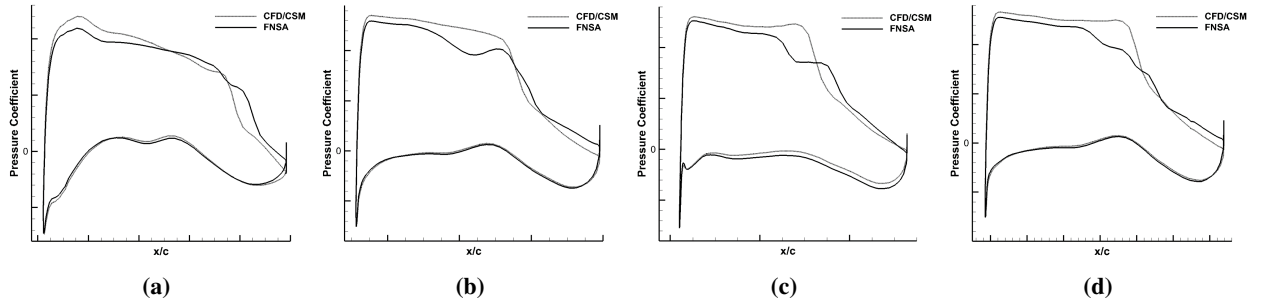 CFD/CSM
FNSA
Pressure Coefficient
0
x/c
(a)
CFD/CSM
FNSA
Pressure Coefficient
0
x/c
(b)
CFD/CSM
FNSA
Pressure Coefficient
0
x/c
(c)
CFD/CSM
FNSA
Pressure Coefficient
0
x/c
(d)